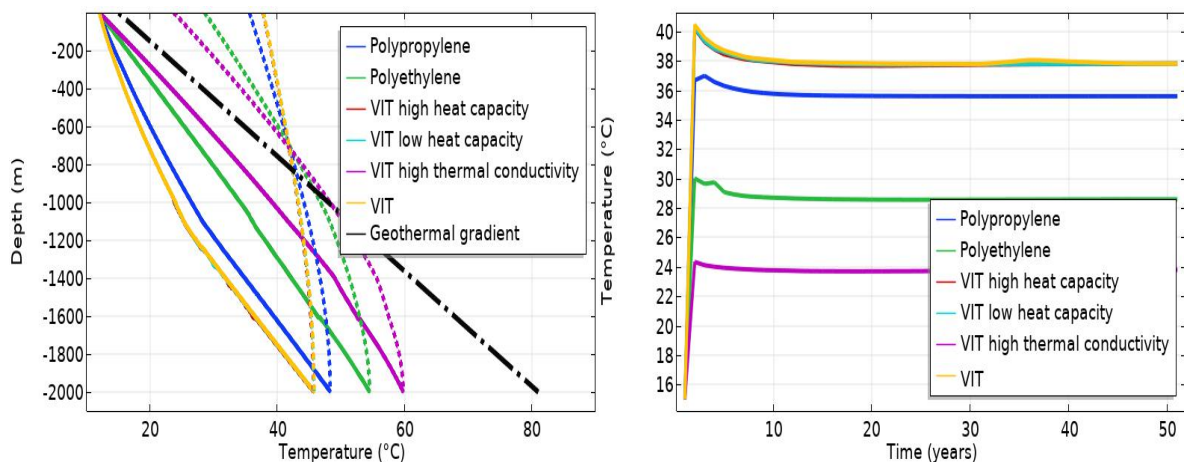 -200
-400
-600
-800
-1000
-1200
-1400
-1600
-1800
-2000
Depth (m)
20
40
60
80
Temperature (°C)
Polypropylene
Polyethylene
VIT high heat capacity
VIT low heat capacity
VIT high thermal conductivity
VIT
Geothermal gradient
40
38
36
34
32
30
28
26
24
22
20
18
16
Temperature (°C)
10
20
30
40
50
Time (years)
Polypropylene
Polyethylene
VIT high heat capacity
VIT low heat capacity
VIT high thermal conductivity
VIT